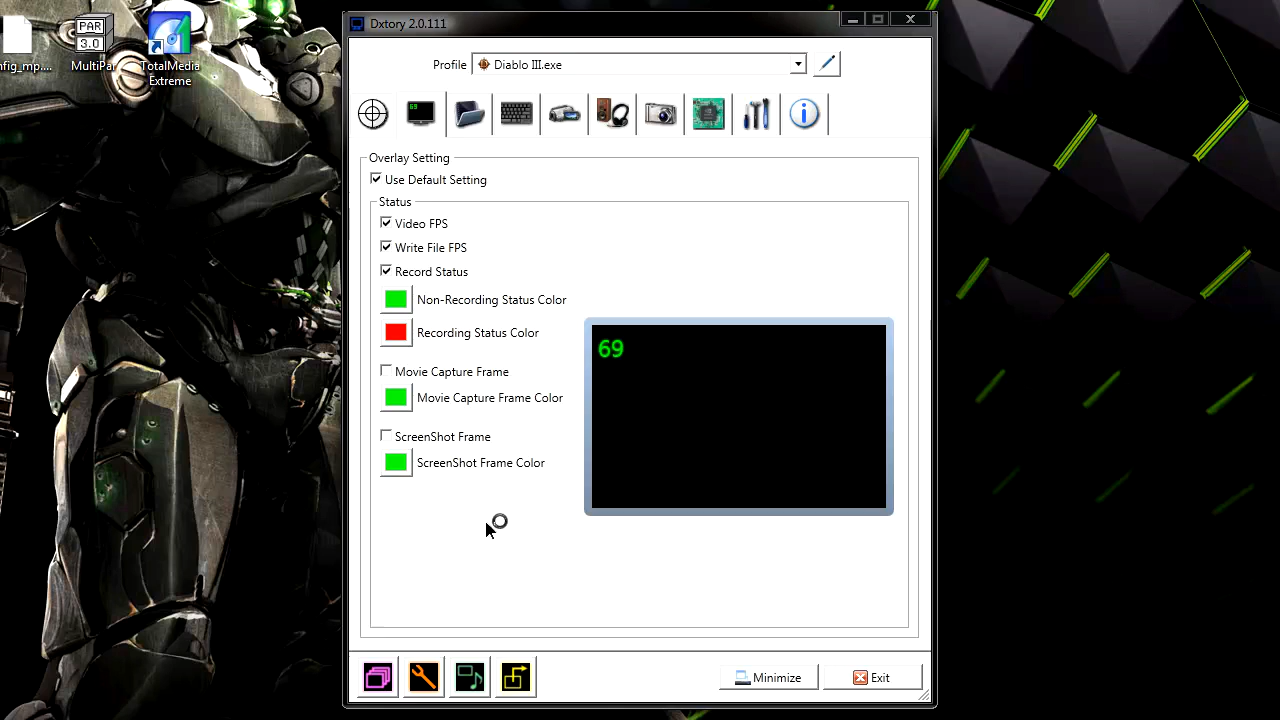 nfig_mp....
PAR
3.0
MultiPar
TotalMedia
Extreme
Dxtory 2.0.111
Profile
Diablo III.exe
69
Overlay Setting
Use Default Setting
Status
Video FPS
Write File FPS
Record Status
Non-Recording Status Color
Recording Status Color
Movie Capture Frame
Movie Capture Frame Color
ScreenShot Frame
ScreenShot Frame Color
69
Minimize
Exit